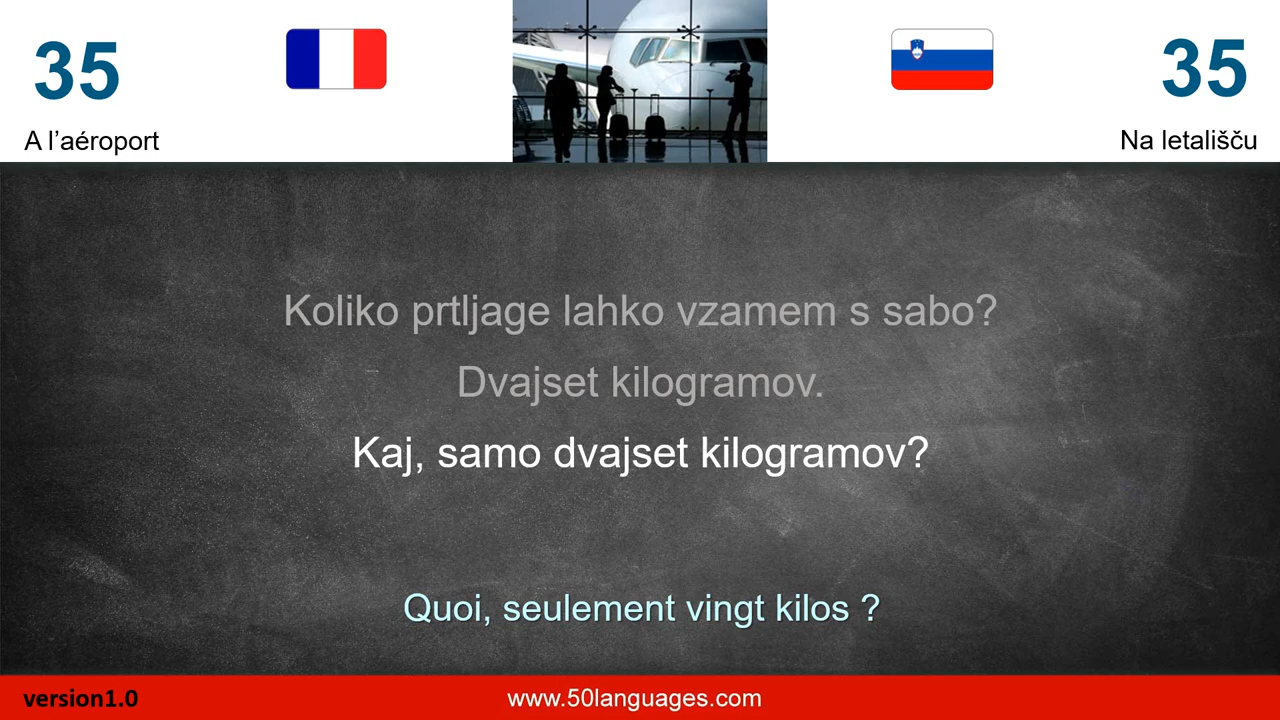 35
35
A l’aéroport
Na letališču
Koliko prtljage lahko vzamem s sabo?
Dvajset kilogramov.
Kaj, samo dvajset kilogramov?
Quoi, seulement vingt kilos ?
version1.0
www.50languages.com